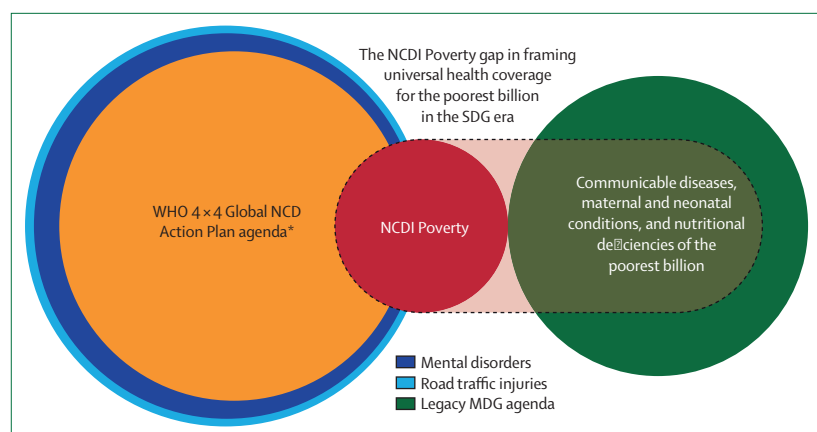 The NCDI Poverty gap in framing
universal health coverage
for the poorest billion
in the SDG era
WHO 4 × 4 Global NCD
Action Plan agenda*
NCDI Poverty
Communicable diseases,
maternal and neonatal
conditions, and nutritional
of the
poorest billion
Mental disorders
Road traffic injuries
Legacy MDG agenda